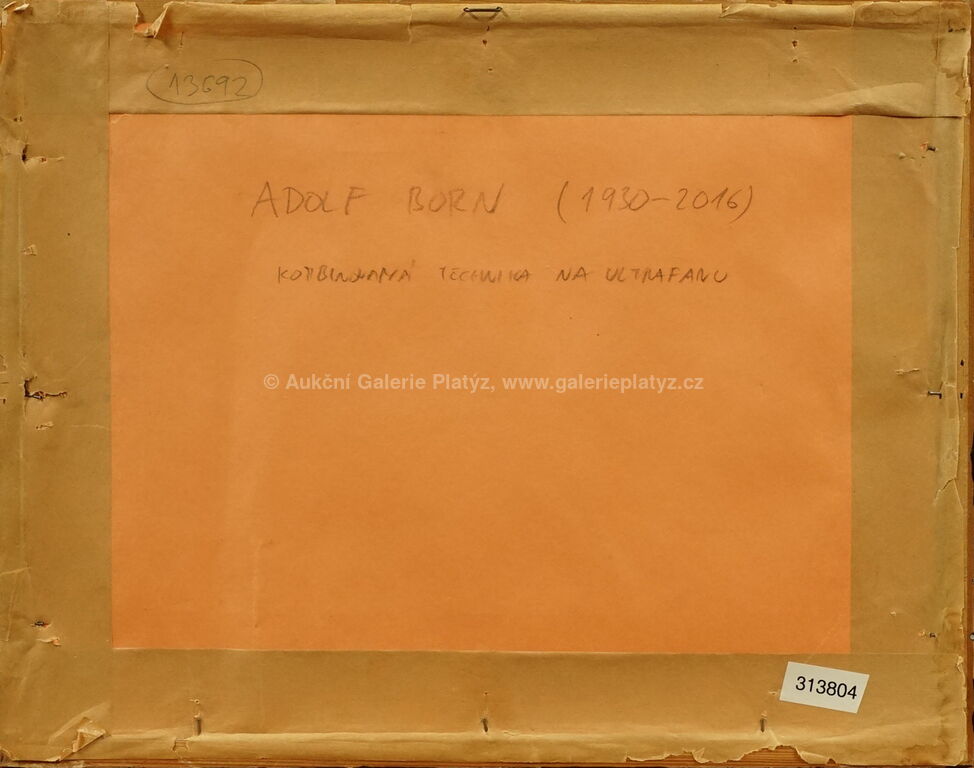 13692
ADOLF BORN (1930-2016)
KOMBINOVANÁ TECHNIKA NA ULTRAFANU
© Aukční Galerie Platýz, www.galerieplatyz.cz
313804